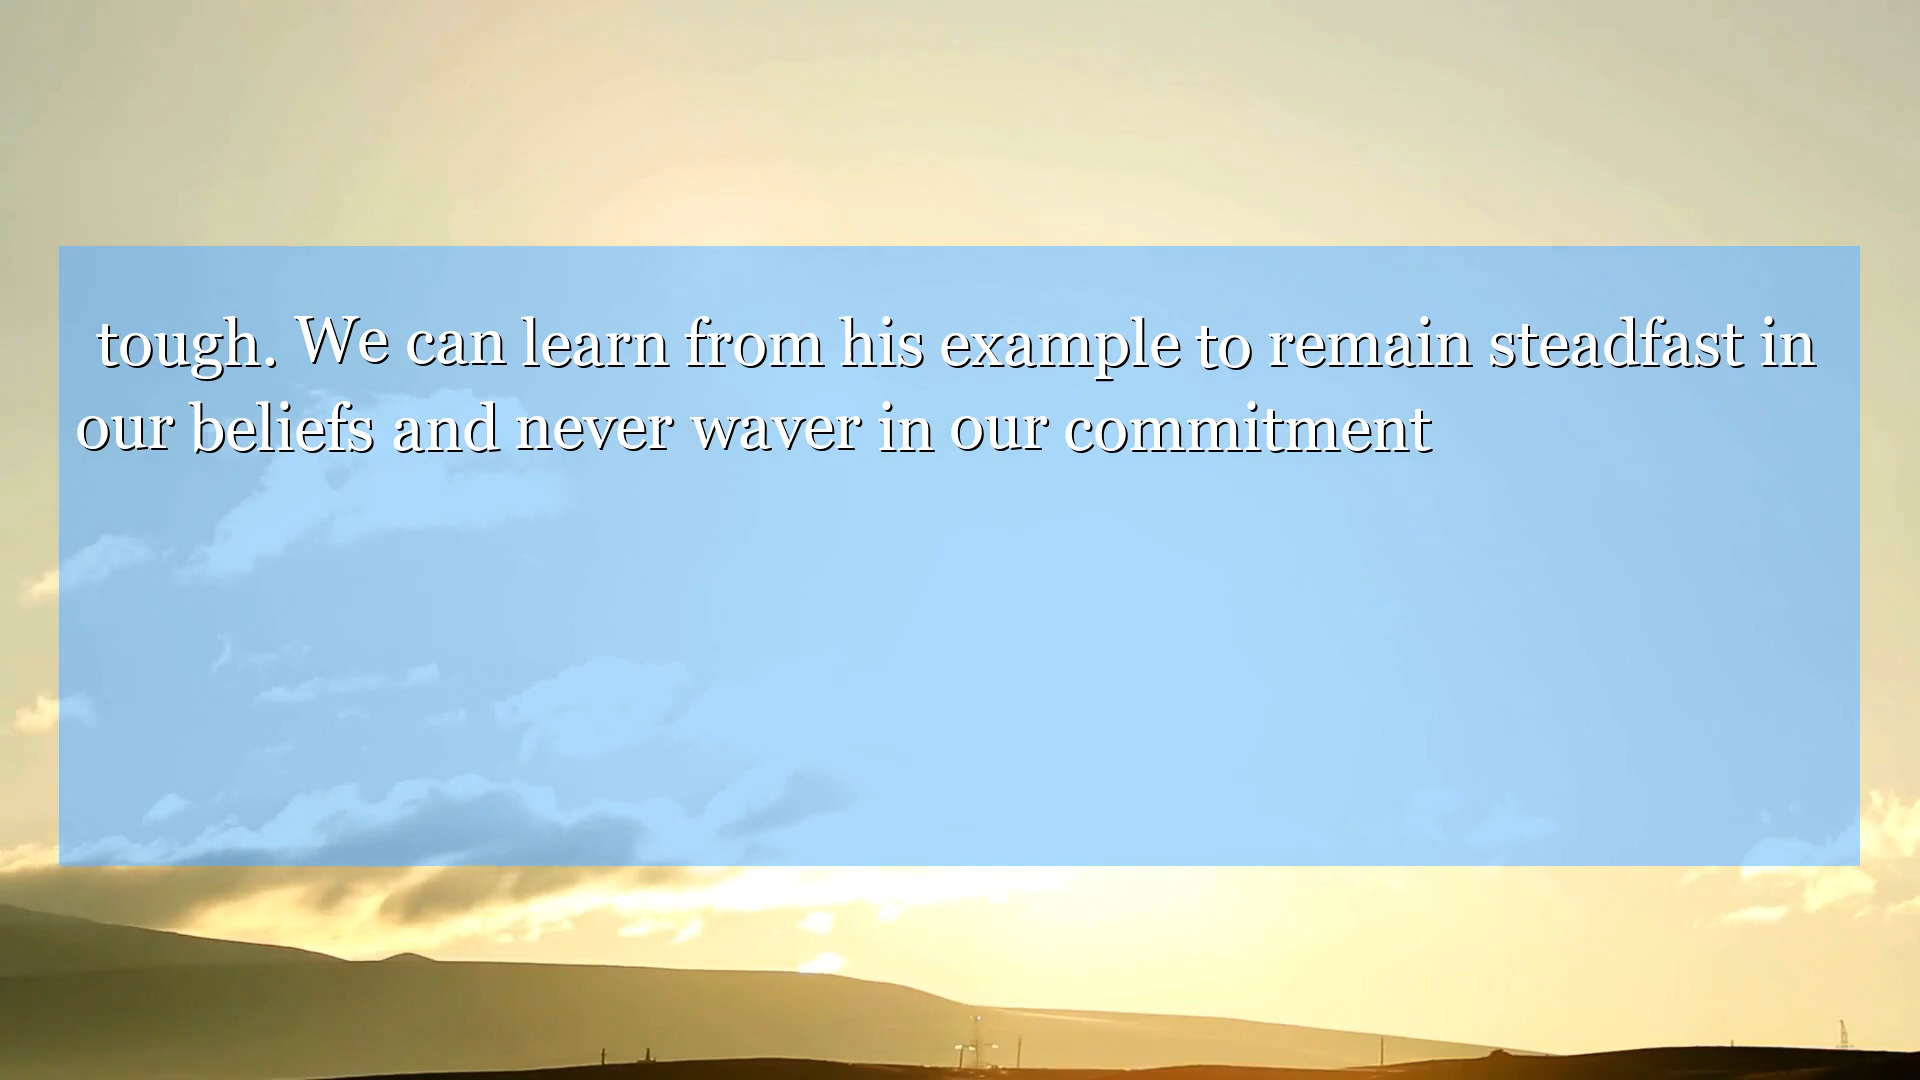 tough. We can learn from his example to remain steadfast in
our beliefs and never waver in our commitment